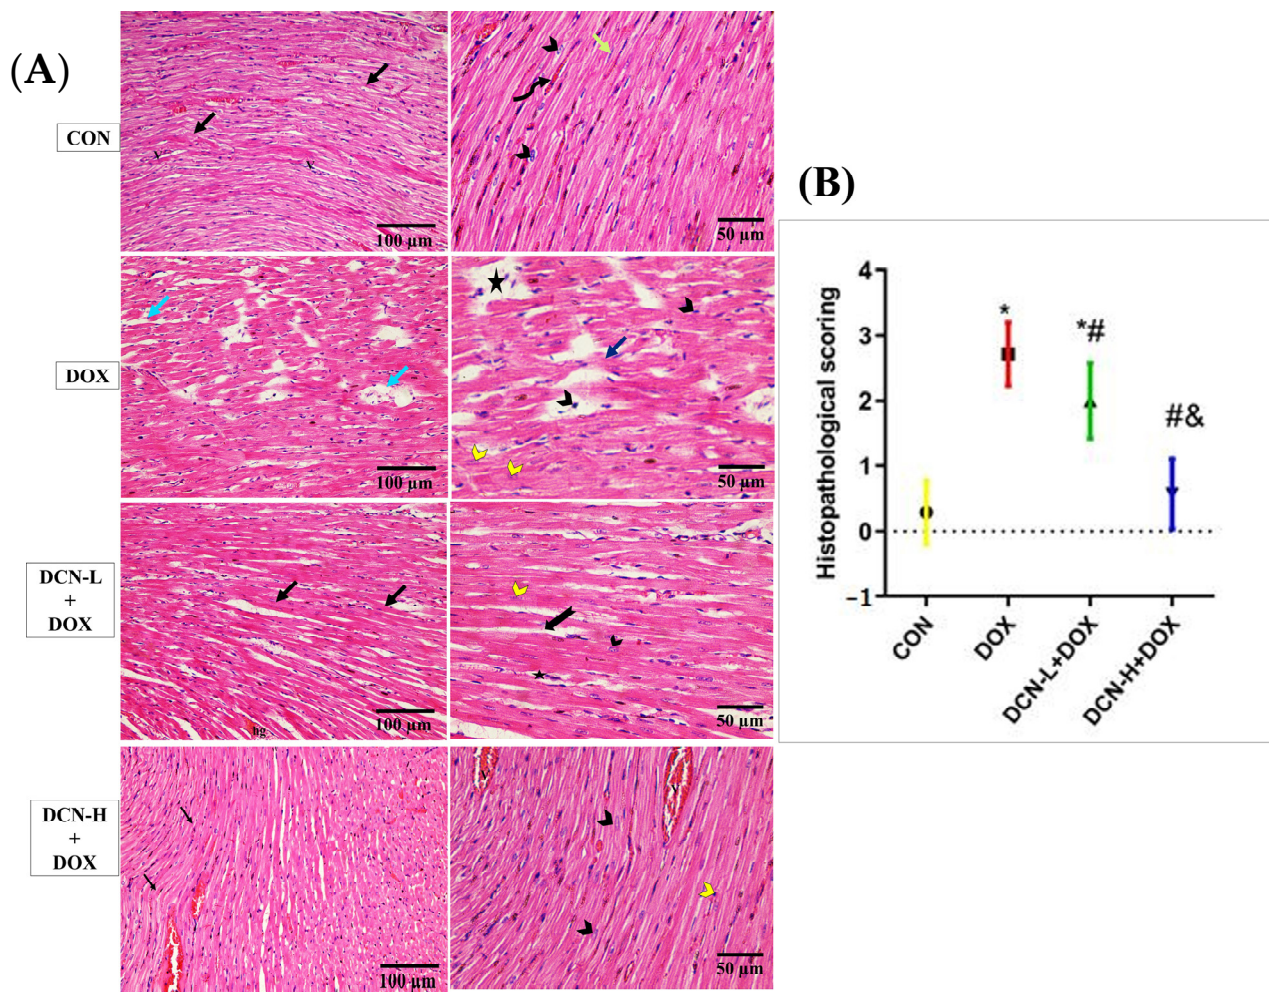 (A)
CON
v
v
100 µm
50 µm
DOX
100 µm
50 µm
DCN-L
+
DOX
hg
100 µm
50 µm
DCN-H
+
DOX
100 µm
v
v
50 µm
(B)
Histopathological scoring
4
3
2
1
0
−1
*
*#
#&
CON
DOX
DCN-L+DOX
DCN-H+DOX